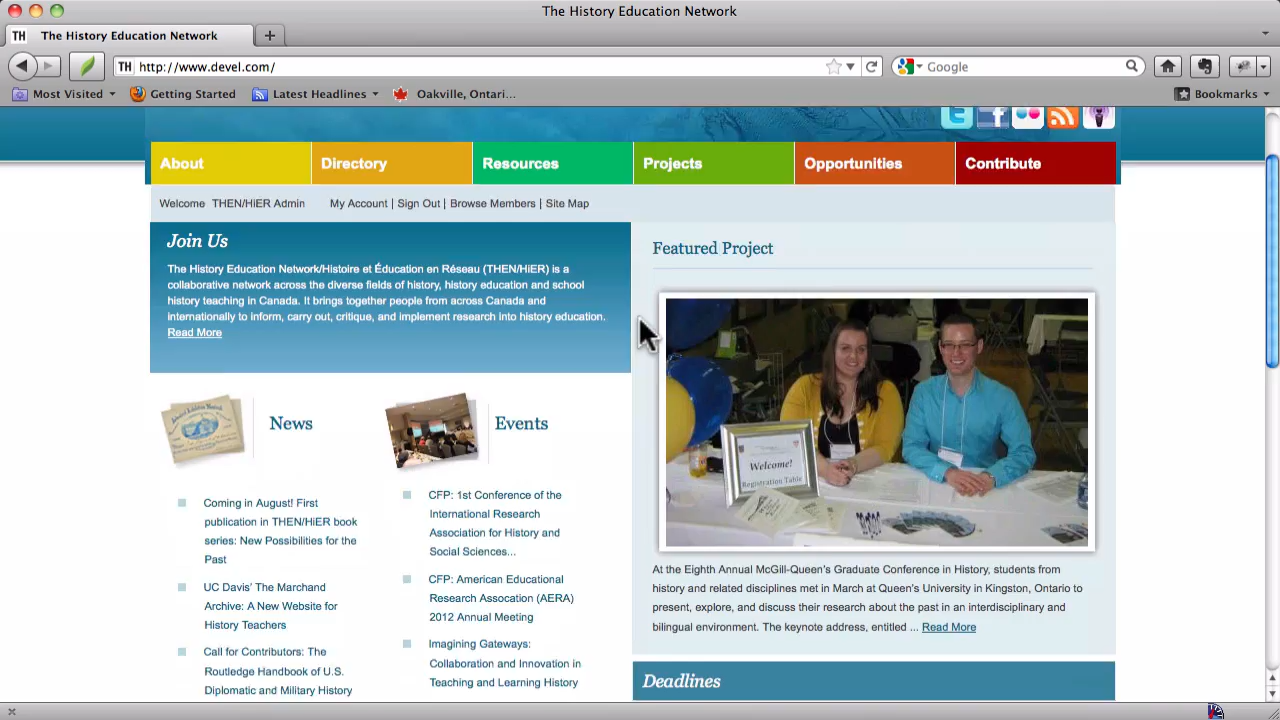 The History Education Network
TH The History Education Network
TH http://www.devel.com/
Google
Most Visited
Getting Started
Latest Headlines
Oakville, Ontari...
Bookmarks
About
Directory
Resources
Projects
Opportunities
Contribute
Welcome THEN/HiER Admin My Account | Sign Out | Browse Members | Site Map
Join Us
The History Education Network/Histoire et Éducation en Réseau (THEN/HiER) is a
collaborative network across the diverse fields of history, history education and school
history teaching in Canada. It brings together people from across Canada and
internationally to inform, carry out, critique, and implement research into history education.
Read More
News
Coming in August! First
publication in THEN/HiER book
series: New Possibilities for the
Past
UC Davis' The Marchand
Archive: A New Website for
History Teachers
Call for Contributors: The
Routledge Handbook of U.S.
Diplomatic and Military History
Events
CFP: 1st Conference of the
International Research
Association for History and
Social Sciences...
CFP: American Educational
Research Assocation (AERA)
2012 Annual Meeting
Imagining Gateways:
Collaboration and Innovation in
Teaching and Learning History
Featured Project
Welcome!
Registration Table
At the Eighth Annual McGill-Queen's Graduate Conference in History, students from
history and related disciplines met in March at Queen's University in Kingston, Ontario to
present, explore, and discuss their research about the past in an interdisciplinary and
bilingual environment. The keynote address, entitled ... Read More
Deadlines